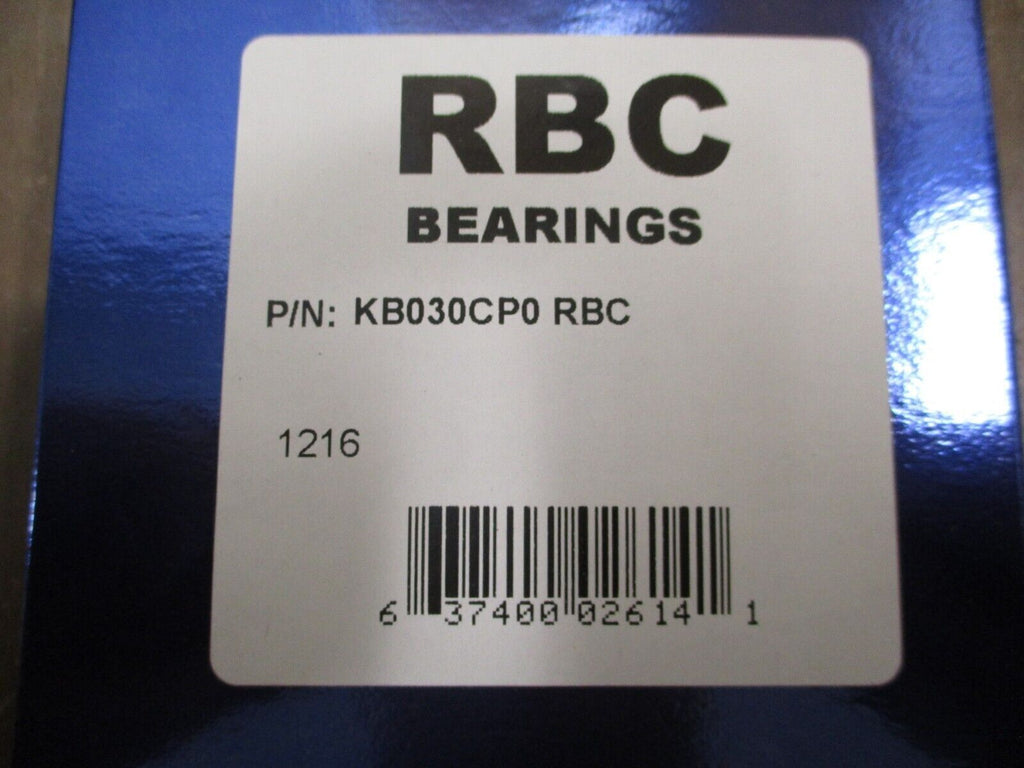 RBC
BEARINGS
P/N: KB030CP0 RBC
1216
6 37400 02614 1